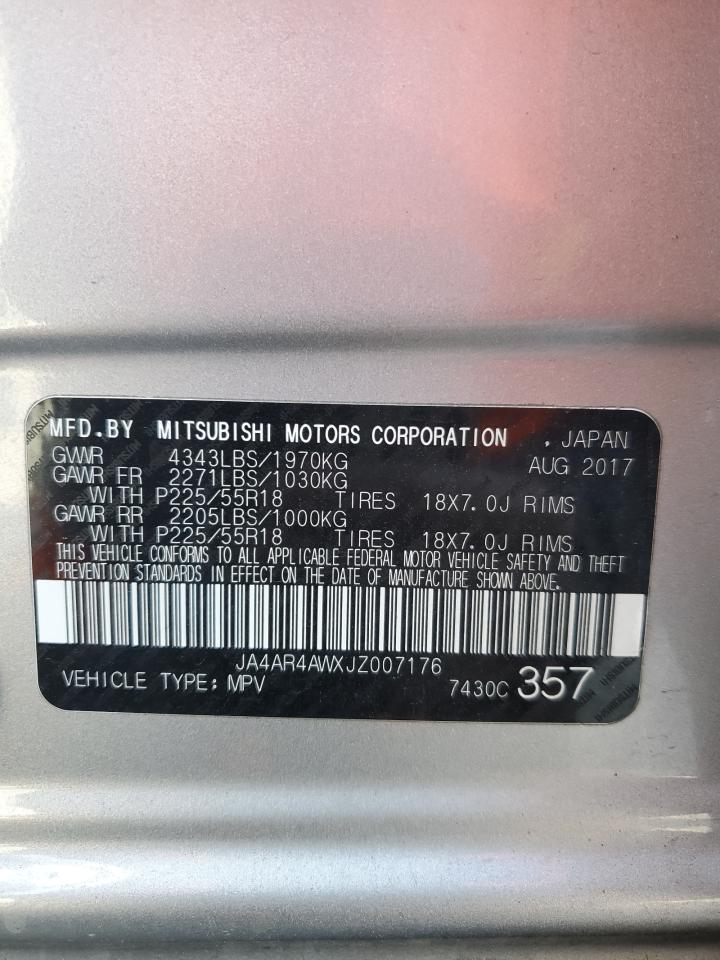 MFD.BY MITSUBISHI MOTORS CORPORATION , JAPAN
GVWR 4343LBS/1970KG AUG 2017
GAWR FR 2271LBS/1030KG
WITH P225/55R18 TIRES 18X7.0J RIMS
GAWR RR 2205LBS/1000KG
WITH P225/55R18 TIRES 18X7.0J RIMS
THIS VEHICLE CONFORMS TO ALL APPLICABLE FEDERAL MOTOR VEHICLE SAFETY AND THEFT
PREVENTION STANDARDS IN EFFECT ON THE DATE OF MANUFACTURE SHOWN ABOVE.
JA4AR4AWXJZ007176
VEHICLE TYPE: MPV 7430C 357